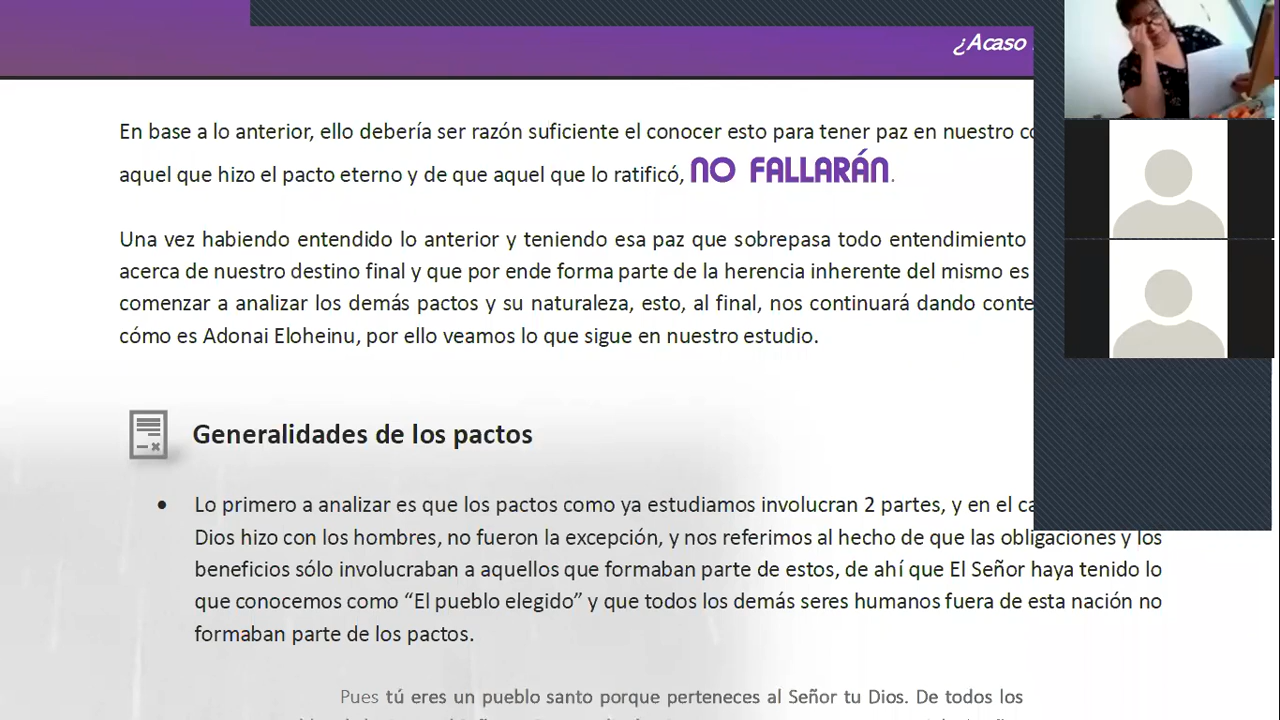 ¿Acaso
En base a lo anterior, ello debería ser razón suficiente el conocer esto para tener paz en nuestro
aquel que hizo el pacto eterno y de que aquel que lo ratificó, NO FALLARÁN.
Una vez habiendo entendido lo anterior y teniendo esa paz que sobrepasa todo entendimiento
acerca de nuestro destino final y que por ende forma parte de la herencia inherente del mismo es
comenzar a analizar los demás pactos y su naturaleza, esto, al final, nos continuará dando
cómo es Adonai Eloheinu, por ello veamos lo que sigue en nuestro estudio.
Generalidades de los pactos
• Lo primero a analizar es que los pactos como ya estudiamos involucran 2 partes, y en el
Dios hizo con los hombres, no fueron la excepción, y nos referimos al hecho de que las obligaciones y los
beneficios sólo involucraban a aquellos que formaban parte de estos, de ahí que El Señor haya tenido lo
que conocemos como “El pueblo elegido” y que todos los demás seres humanos fuera de esta nación no
formaban parte de los pactos.
Pues tú eres un pueblo santo porque perteneces al Señor tu Dios. De todos los